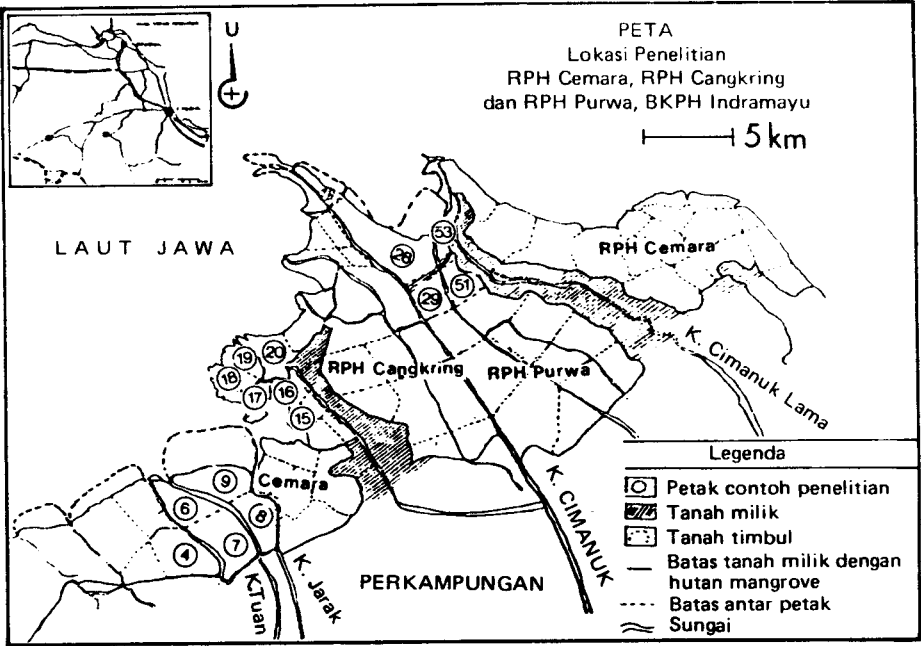 U
PETA
Lokasi Penelitian
RPH Cemara, RPH Cangkring
dan RPH Purwa, BKPH Indramayu
5 km
LAUT JAWA
53
28
RPH Cemara
51
29
K. Cimanuk Lama
19
20
RPH Cangkring
RPH Purwa
18
16
17
15
9
Cemara
6
8
4
7
K. Tuan
K. Jarak
PERKAMPUNGAN
K. CIMANUK
Legenda
Petak contoh penelitian
Tanah milik
Tanah timbul
Batas tanah milik dengan
hutan mangrove
Batas antar petak
Sungai